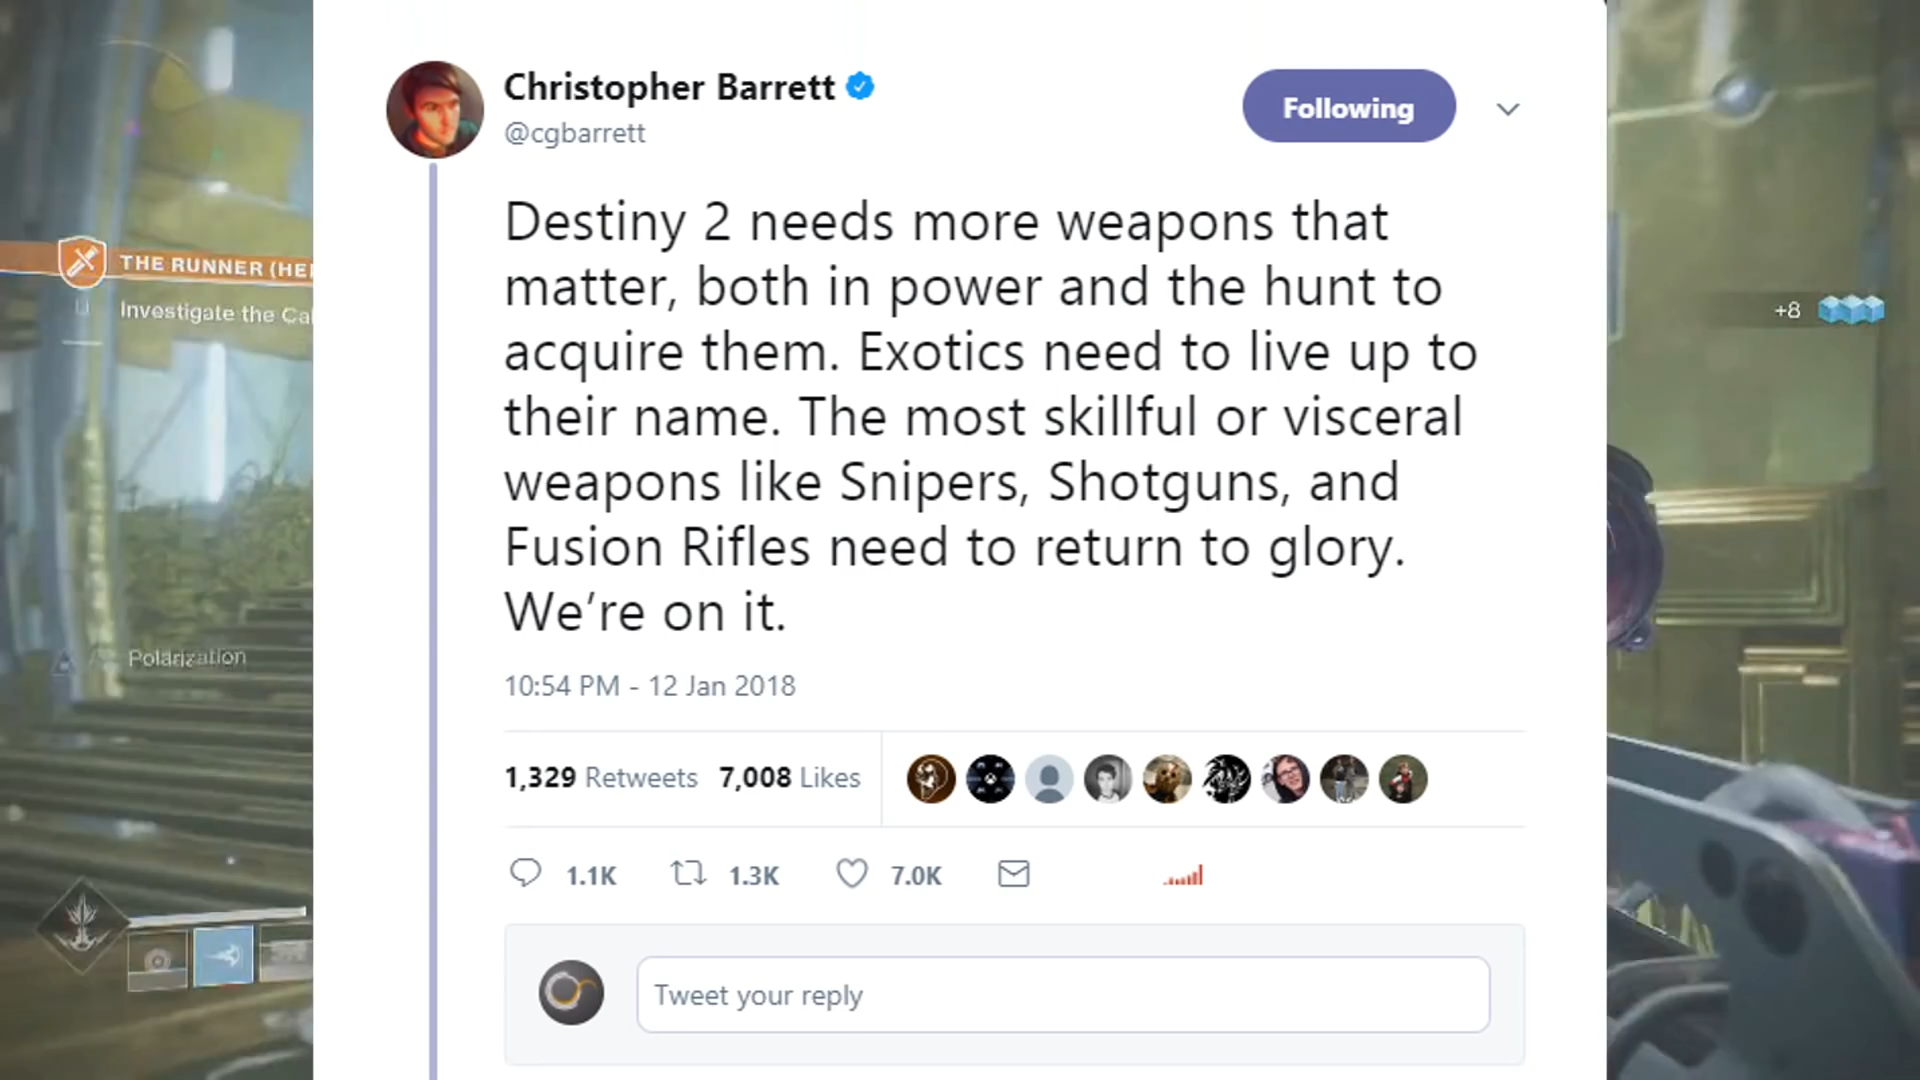 Christopher Barrett
@cgbarrett
Following
Destiny 2 needs more weapons that
matter, both in power and the hunt to
acquire them. Exotics need to live up to
their name. The most skillful or visceral
weapons like Snipers, Shotguns, and
Fusion Rifles need to return to glory.
We’re on it.
10:54 PM - 12 Jan 2018
1,329 Retweets 7,008 Likes
1.1K 1.3K 7.0K
Tweet your reply
THE RUNNER (HE
Investigate the Ca
Polarization
+8